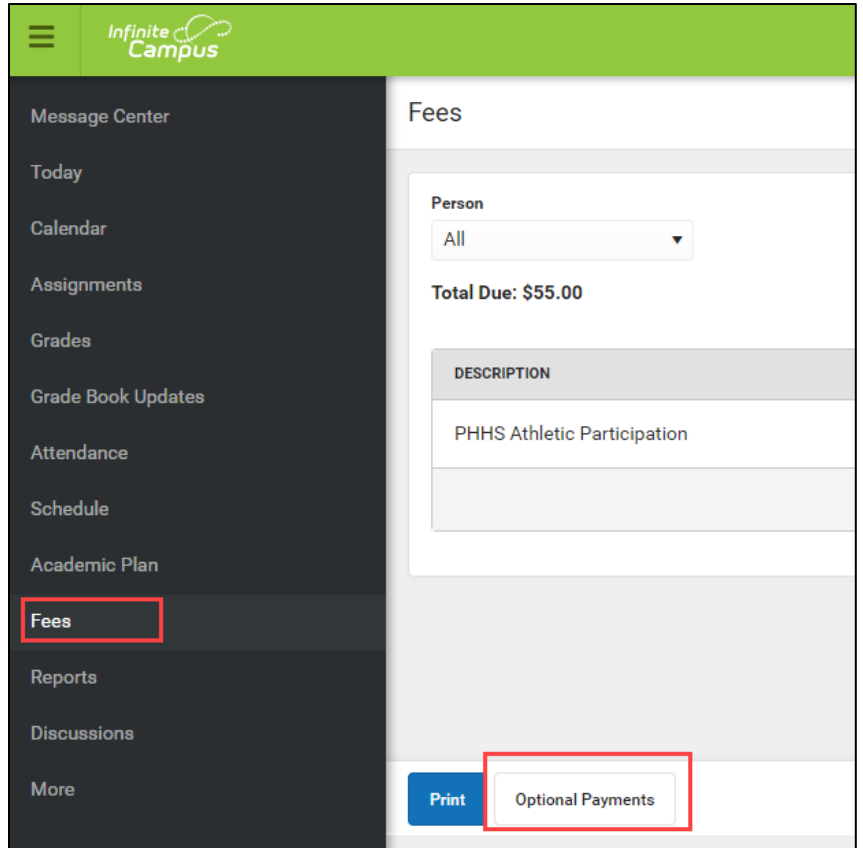 Infinite
Campus
Message Center
Today
Calendar
Assignments
Grades
Grade Book Updates
Attendance
Schedule
Academic Plan
Fees
Reports
Discussions
More
Fees
Person
All
Total Due: $55.00
DESCRIPTION
PHHS Athletic Participation
Print
Optional Payments